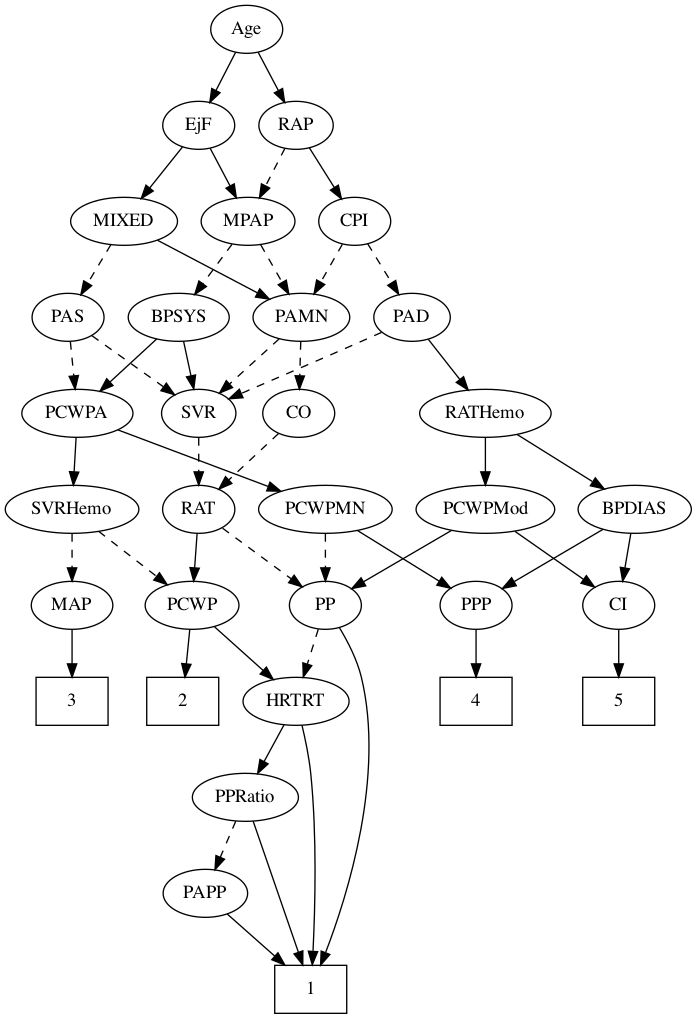 Age
EjF
RAP
MIXED
MPAP
CPI
PAS
BPSYS
PAMN
PAD
PCWPA
SVR
CO
RATHemo
SVRHemo
RAT
PCWPMN
PCWPMod
BPDIAS
MAP
PCWP
PP
PPP
CI
3
2
HRTRT
4
5
PPRatio
PAPP
1